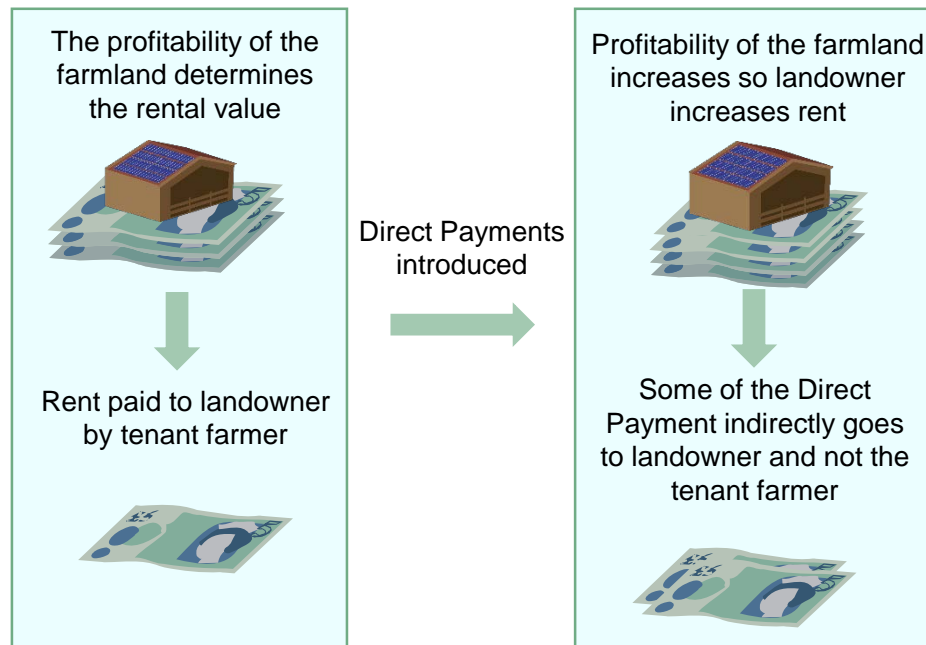 The profitability of the
farmland determines
the rental value
Rent paid to landowner
by tenant farmer
Direct Payments
introduced
Profitability of the farmland
increases so landowner
increases rent
Some of the Direct
Payment indirectly goes
to landowner and not the
tenant farmer